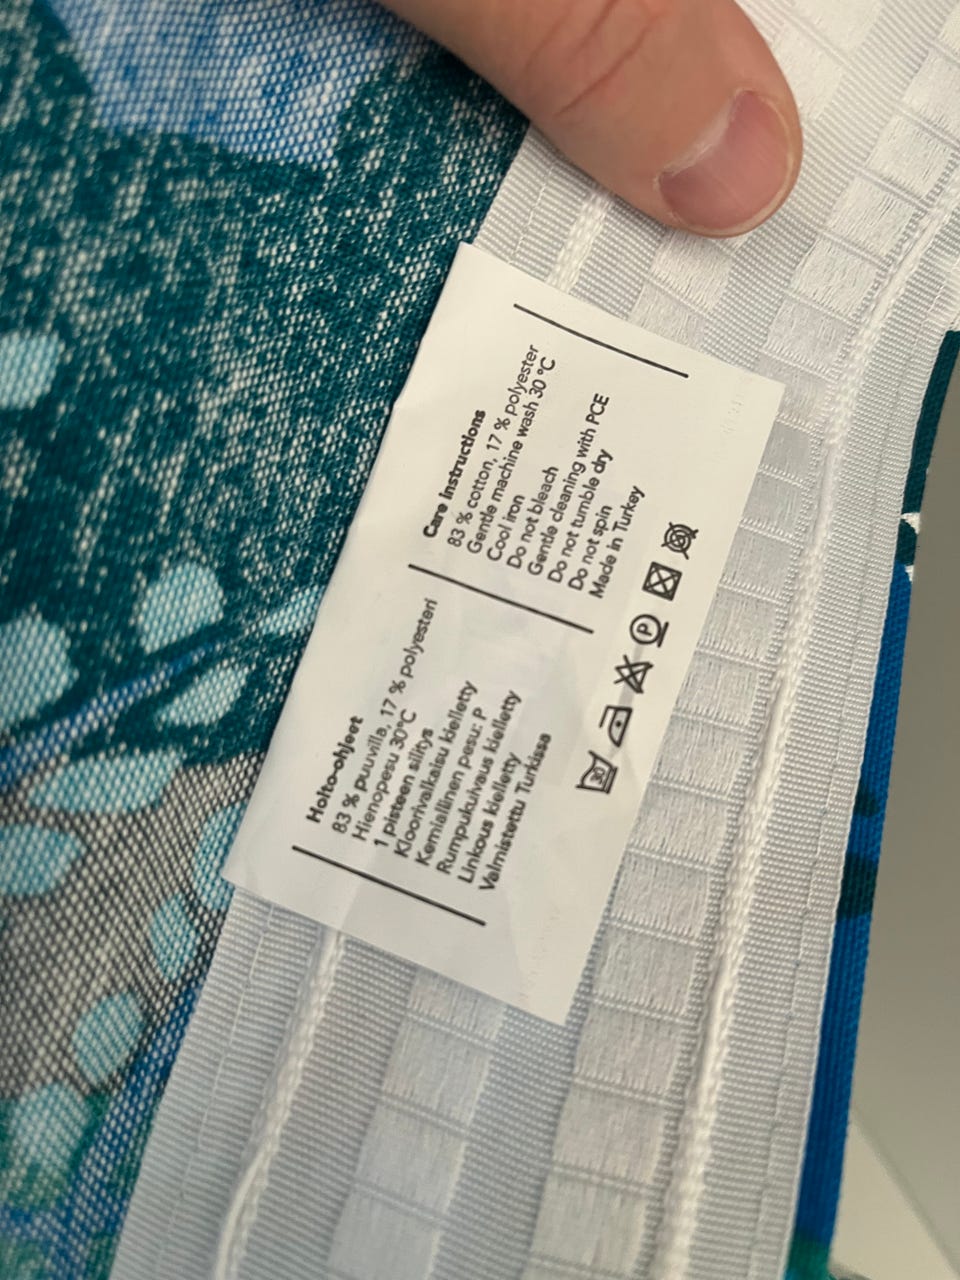 Hoito-ohjeet
83 % puuvilla, 17 % polyesteri
Hienopesu 30°C
1 pisteen silitys
Kloorivalkaisu kielletty
Kemiallinen pesu: P
Rumpukuivaus kielletty
Linkous kielletty
Valmistettu Turkissa
Care instructions
83 % cotton, 17 % polyester
Gentle machine wash 30 °C
Cool iron
Do not bleach
Gentle cleaning with PCE
Do not tumble dry
Do not spin
Made in Turkey
30
P